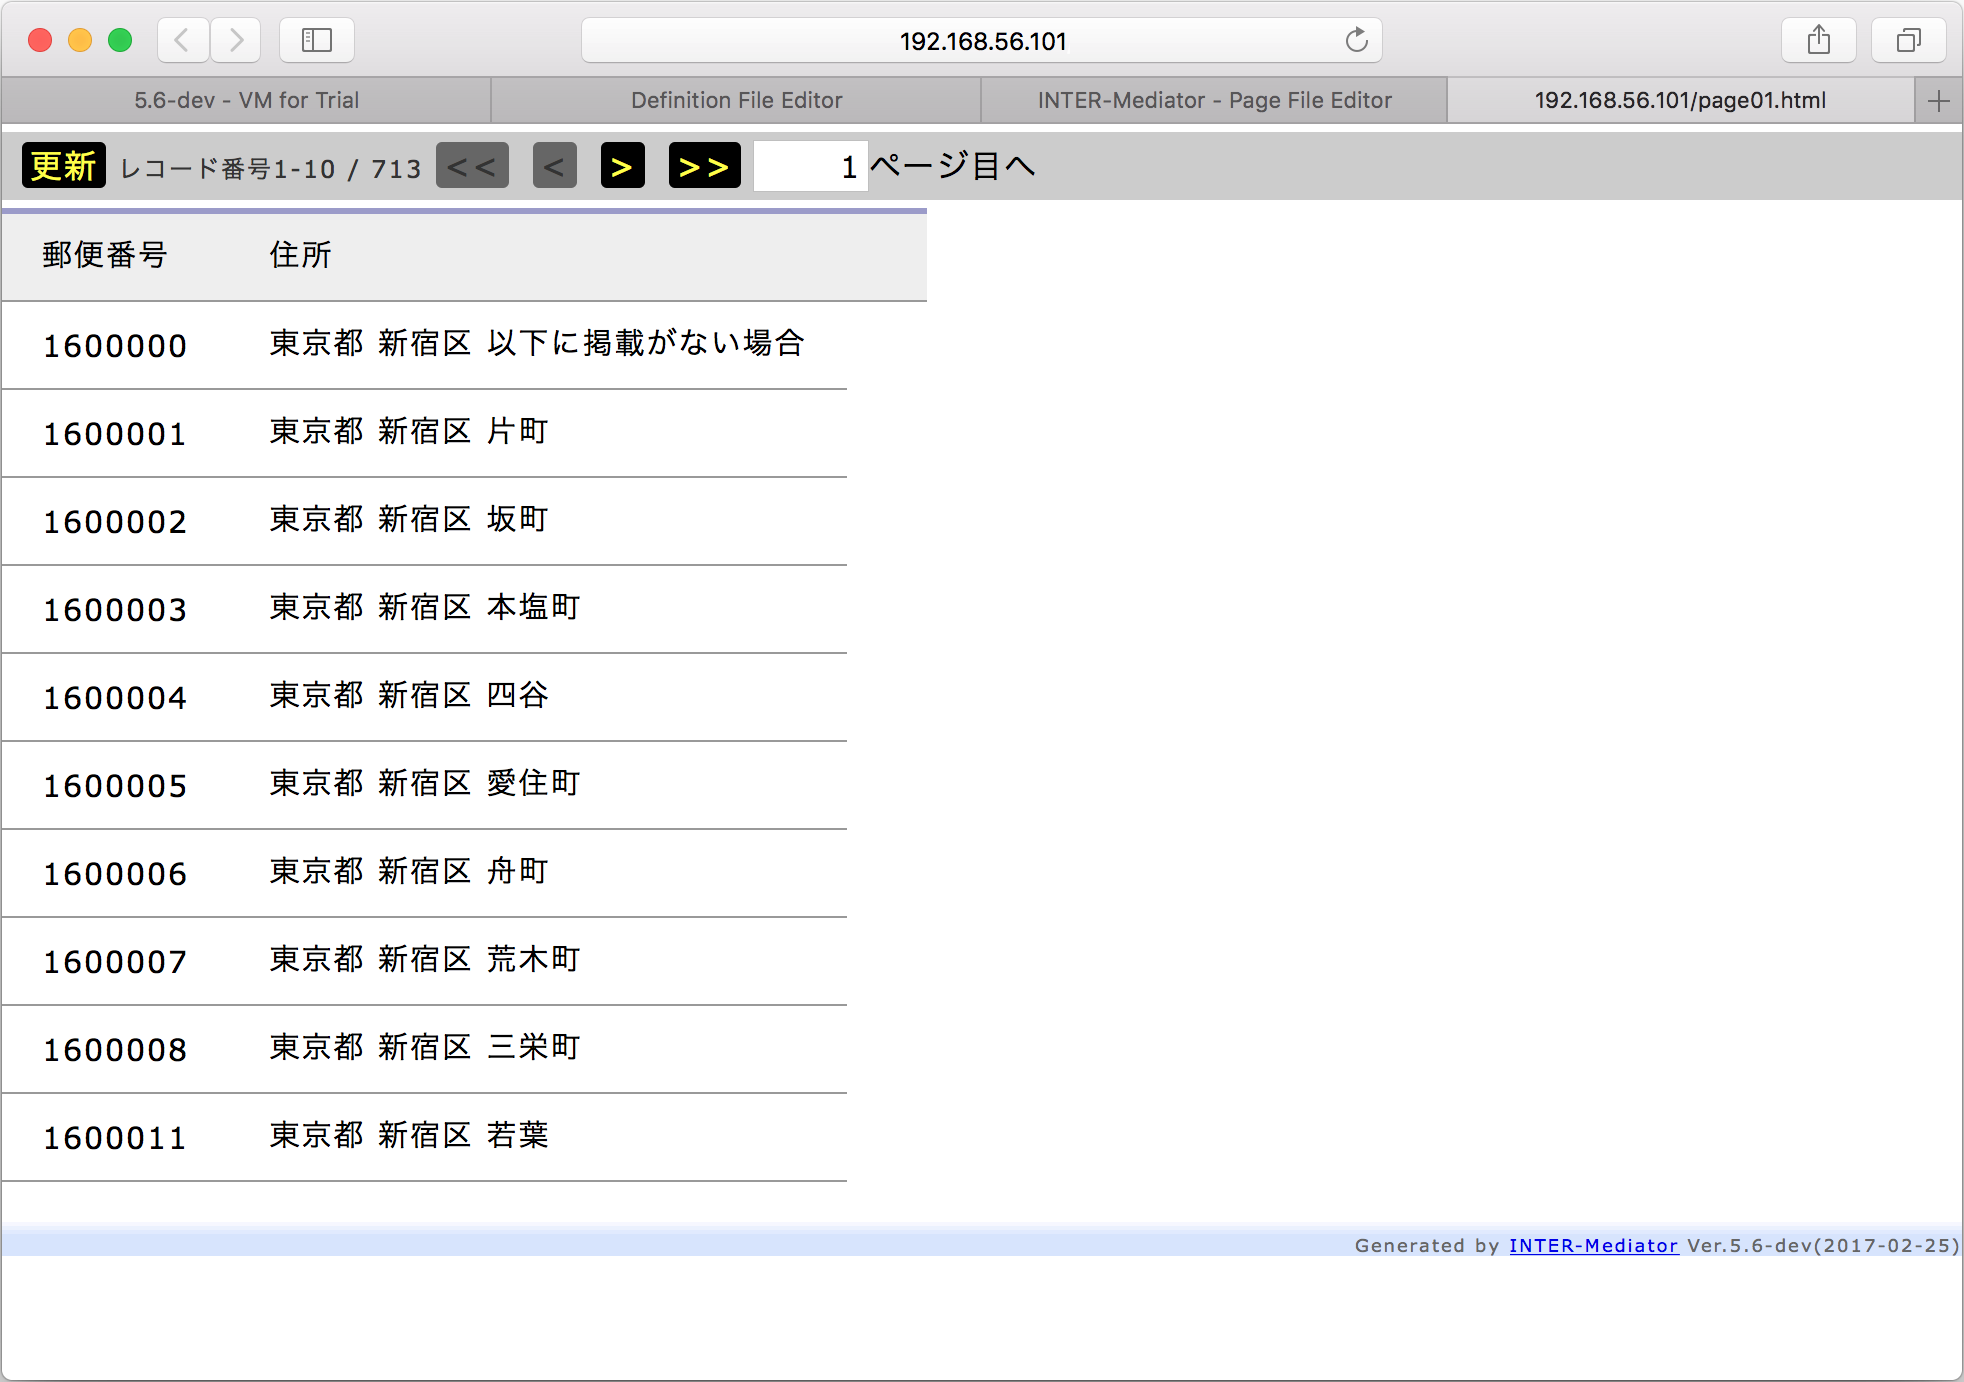 192.168.56.101
5.6-dev - VM for Trial
Definition File Editor
INTER-Mediator - Page File Editor
192.168.56.101/page01.html
更新 レコード番号1-10 / 713 << < > >> 1ページ目へ
郵便番号 住所
1600000 東京都 新宿区 以下に掲載がない場合
1600001 東京都 新宿区 片町
1600002 東京都 新宿区 坂町
1600003 東京都 新宿区 本塩町
1600004 東京都 新宿区 四谷
1600005 東京都 新宿区 愛住町
1600006 東京都 新宿区 舟町
1600007 東京都 新宿区 荒木町
1600008 東京都 新宿区 三栄町
1600011 東京都 新宿区 若葉
Generated by INTER-Mediator Ver.5.6-dev(2017-02-25)